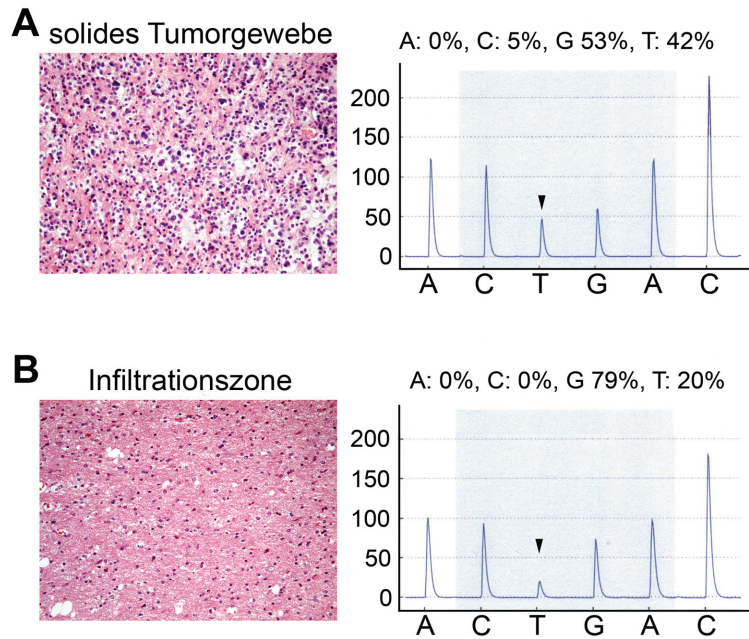 A
solides Tumorgewebe
A: 0%, C: 5%, G 53%, T: 42%
200
150
100
50
0
A C T G A C
B
Infiltrationszone
A: 0%, C: 0%, G 79%, T: 20%
200
150
100
50
0
A C T G A C